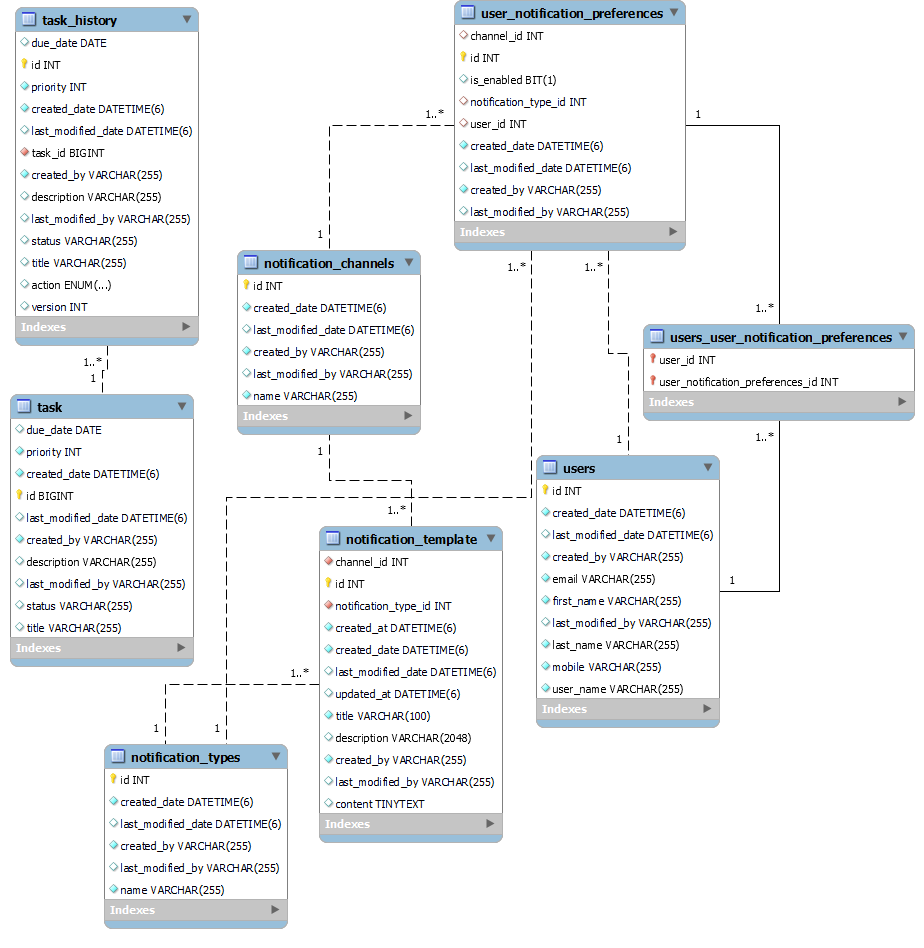 task_history
due_date DATE
id INT
priority INT
created_date DATETIME(6)
last_modified_date DATETIME(6)
task_id BIGINT
created_by VARCHAR(255)
description VARCHAR(255)
last_modified_by VARCHAR(255)
status VARCHAR(255)
title VARCHAR(255)
action ENUM(...)
version INT
Indexes
1..*
1
task
due_date DATE
priority INT
created_date DATETIME(6)
id BIGINT
last_modified_date DATETIME(6)
created_by VARCHAR(255)
description VARCHAR(255)
last_modified_by VARCHAR(255)
status VARCHAR(255)
title VARCHAR(255)
Indexes
user_notification_preferences
channel_id INT
id INT
is_enabled BIT(1)
notification_type_id INT
user_id INT
created_date DATETIME(6)
last_modified_date DATETIME(6)
created_by VARCHAR(255)
last_modified_by VARCHAR(255)
Indexes
1..*
1
1
1..*
1..*
1..*
notification_channels
id INT
created_date DATETIME(6)
last_modified_date DATETIME(6)
created_by VARCHAR(255)
last_modified_by VARCHAR(255)
name VARCHAR(255)
Indexes
users_user_notification_preferences
user_id INT
user_notification_preferences_id INT
Indexes
1
1..*
1
1..*
users
id INT
created_date DATETIME(6)
last_modified_date DATETIME(6)
created_by VARCHAR(255)
email VARCHAR(255)
first_name VARCHAR(255)
last_modified_by VARCHAR(255)
last_name VARCHAR(255)
mobile VARCHAR(255)
user_name VARCHAR(255)
Indexes
1
notification_template
channel_id INT
id INT
notification_type_id INT
created_at DATETIME(6)
created_date DATETIME(6)
last_modified_date DATETIME(6)
updated_at DATETIME(6)
title VARCHAR(100)
description VARCHAR(2048)
created_by VARCHAR(255)
last_modified_by VARCHAR(255)
content TINYTEXT
Indexes
1..*
1
1
notification_types
id INT
created_date DATETIME(6)
last_modified_date DATETIME(6)
created_by VARCHAR(255)
last_modified_by VARCHAR(255)
name VARCHAR(255)
Indexes